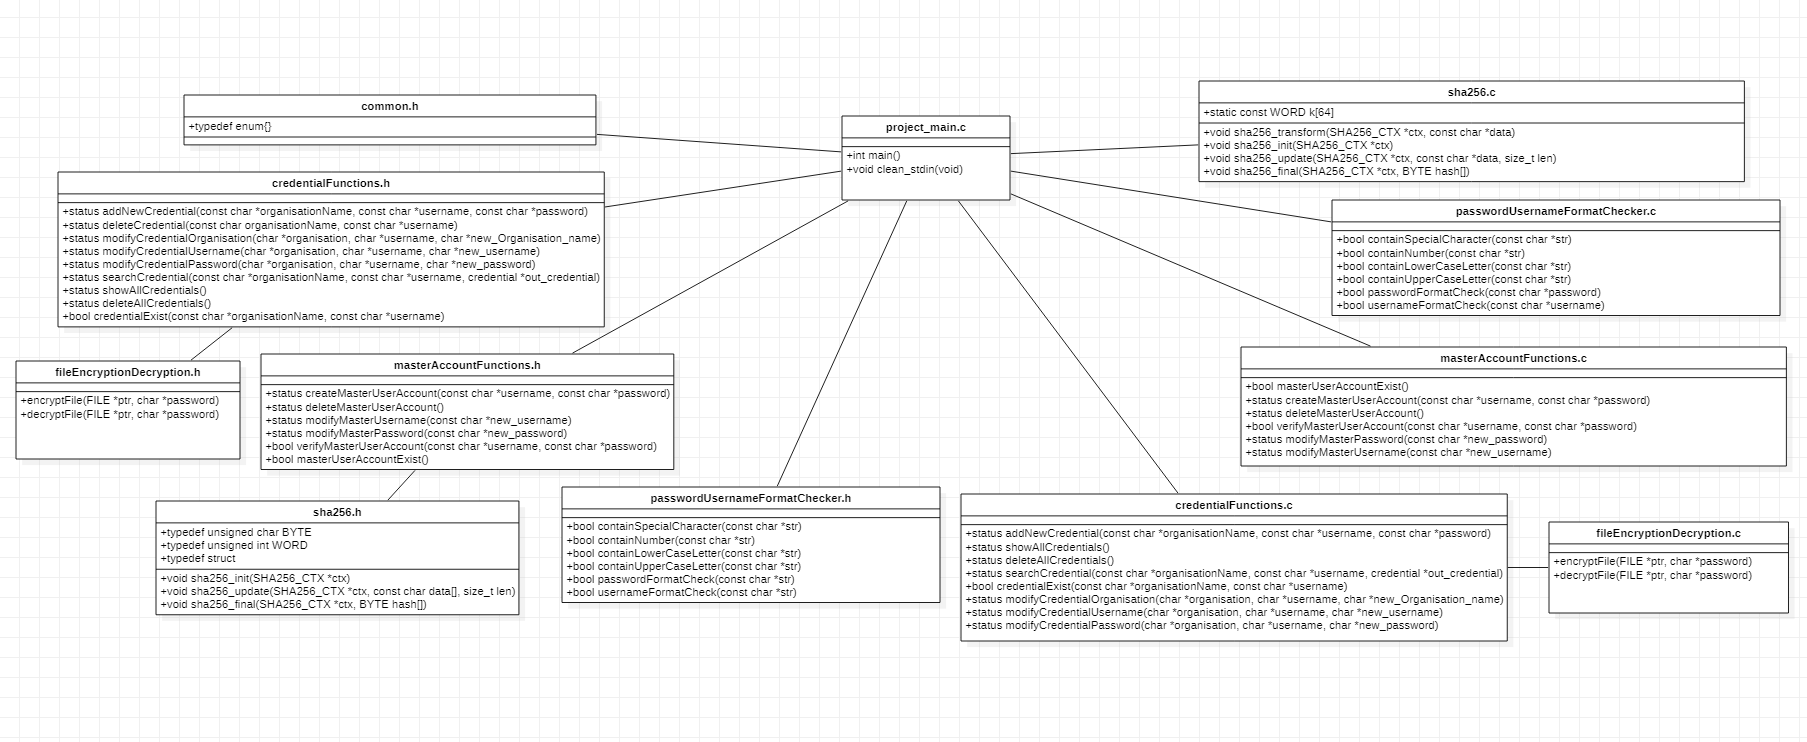 common.h
+typedef enum{}
project_main.c
+int main()
+void clean_stdin(void)
sha256.c
+static const WORD k[64]
+void sha256_transform(SHA256_CTX *ctx, const char *data)
+void sha256_init(SHA256_CTX *ctx)
+void sha256_update(SHA256_CTX *ctx, const char *data, size_t len)
+void sha256_final(SHA256_CTX *ctx, BYTE hash[])
credentialFunctions.h
+status addNewCredential(const char *organisationName, const char *username, const char *password)
+status deleteCredential(const char organisationName, const char *username)
+status modifyCredentialOrganisation(char *organisation, char *username, char *new_Organisation_name)
+status modifyCredentialUsername(char *organisation, char *username, char *new_username)
+status modifyCredentialPassword(char *organisation, char *username, char *new_password)
+status searchCredential(const char *organisationName, const char *username, credential *out_credential)
+status showAllCredentials()
+status deleteAllCredentials()
+bool credentialExist(const char *organisationName, const char *username)
passwordUsernameFormatChecker.c
+bool containSpecialCharacter(const char *str)
+bool containNumber(const char *str)
+bool containLowerCaseLetter(const char *str)
+bool containUpperCaseLetter(const char *str)
+bool passwordFormatCheck(const char *password)
+bool usernameFormatCheck(const char *username)
fileEncryptionDecryption.h
+encryptFile(FILE *ptr, char *password)
+decryptFile(FILE *ptr, char *password)
masterAccountFunctions.h
+status createMasterUserAccount(const char *username, const char *password)
+status deleteMasterUserAccount()
+status modifyMasterUsername(const char *new_username)
+status modifyMasterPassword(const char *new_password)
+bool verifyMasterUserAccount(const char *username, const char *password)
+bool masterUserAccountExist()
masterAccountFunctions.c
+bool masterUserAccountExist()
+status createMasterUserAccount(const char *username, const char *password)
+status deleteMasterUserAccount()
+bool verifyMasterUserAccount(const char *username, const char *password)
+status modifyMasterPassword(const char *new_password)
+status modifyMasterUsername(const char *new_username)
sha256.h
+typedef unsigned char BYTE
+typedef unsigned int WORD
+typedef struct
+void sha256_init(SHA256_CTX *ctx)
+void sha256_update(SHA256_CTX *ctx, const char data[], size_t len)
+void sha256_final(SHA256_CTX *ctx, BYTE hash[])
passwordUsernameFormatChecker.h
+bool containSpecialCharacter(const char *str)
+bool containNumber(const char *str)
+bool containLowerCaseLetter(const char *str)
+bool containUpperCaseLetter(const char *str)
+bool passwordFormatCheck(const char *str)
+bool usernameFormatCheck(const char *str)
credentialFunctions.c
+status addNewCredential(const char *organisationName, const char *username, const char *password)
+status showAllCredentials()
+status deleteAllCredentials()
+status searchCredential(const char *organisationName, const char *username, credential *out_credential)
+bool credentialExist(const char *organisationName, const char *username)
+status modifyCredentialOrganisation(char *organisation, char *username, char *new_Organisation_name)
+status modifyCredentialUsername(char *organisation, char *username, char *new_username)
+status modifyCredentialPassword(char *organisation, char *username, char *new_password)
fileEncryptionDecryption.c
+encryptFile(FILE *ptr, char *password)
+decryptFile(FILE *ptr, char *password)